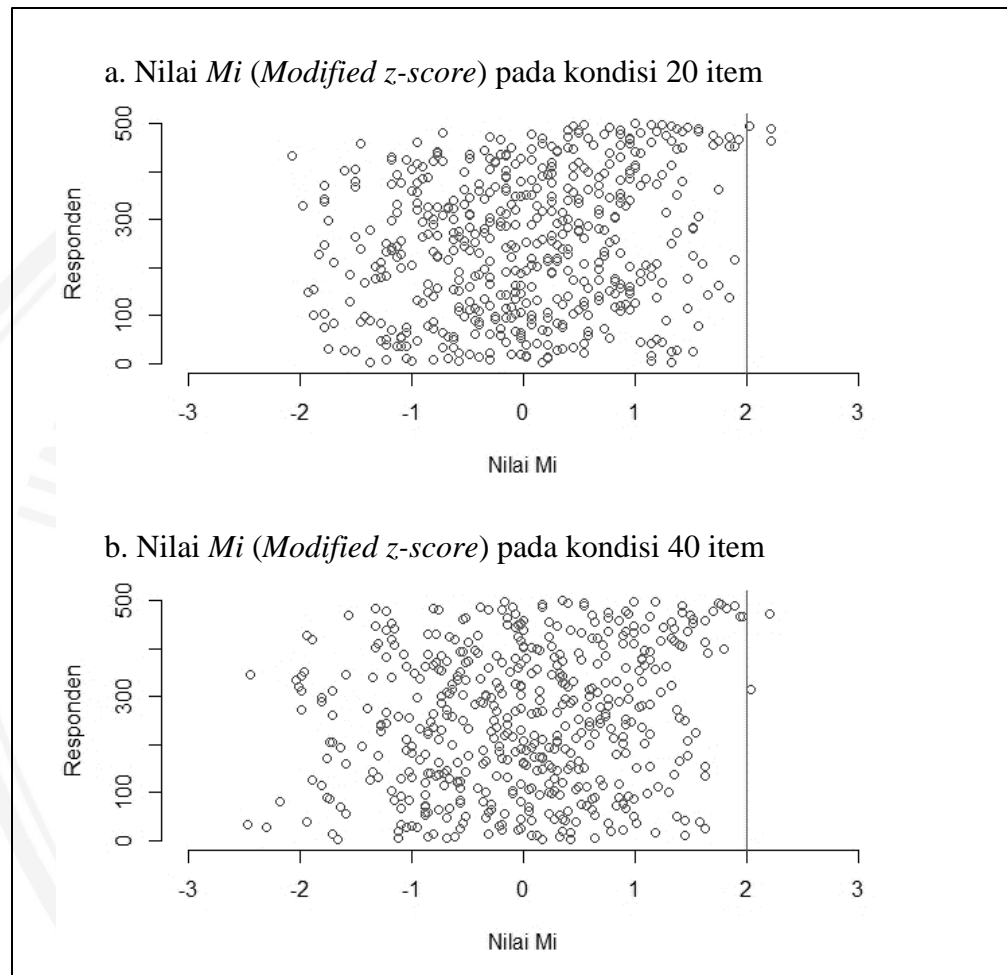 a. Nilai Mi (Modified z-score) pada kondisi 20 item
500
300
100
0
Responden
-3 -2 -1 0 1 2 3
Nilai Mi
b. Nilai Mi (Modified z-score) pada kondisi 40 item
500
300
100
0
Responden
-3 -2 -1 0 1 2 3
Nilai Mi